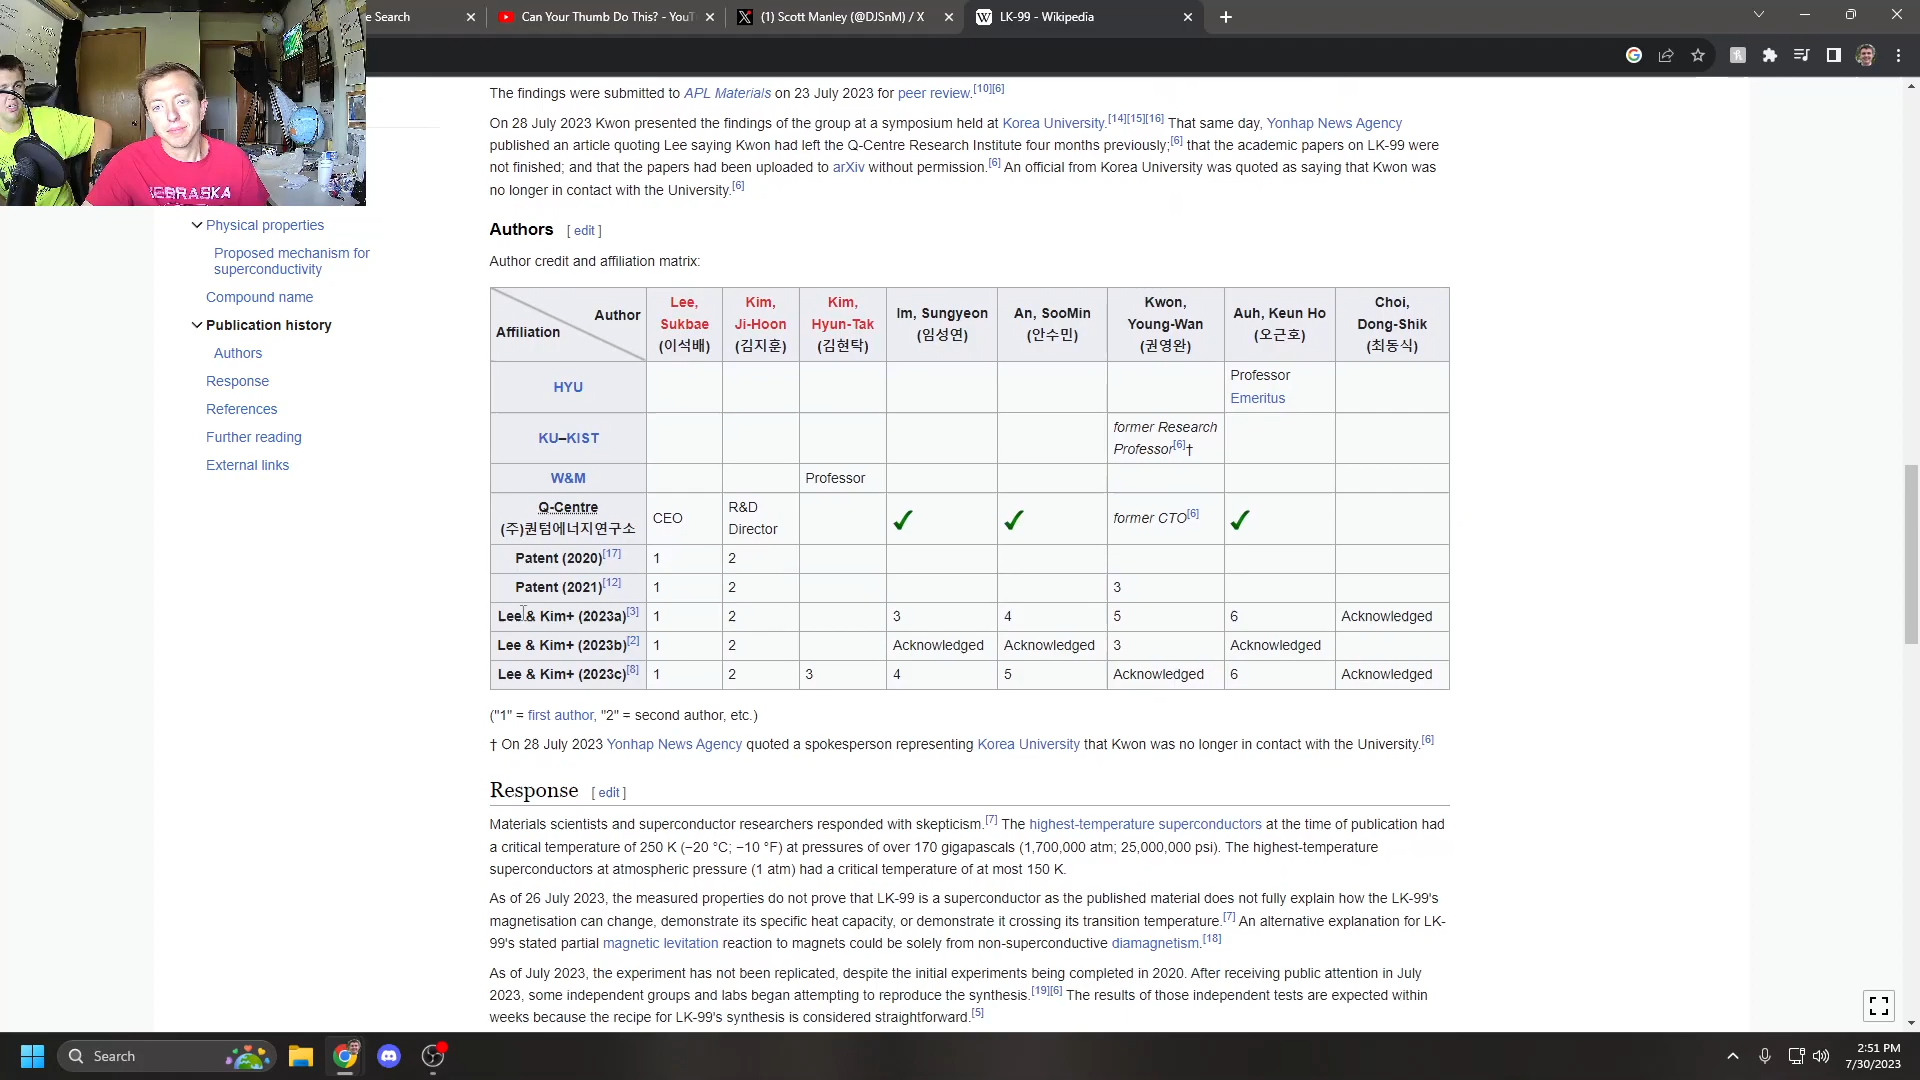 e Search
Can Your Thumb Do This? - YouT
(1) Scott Manley (@DJSnM) / X
LK-99 - Wikipedia
NEBRASKA
The findings were submitted to APL Materials on 23 July 2023 for peer review.[10][6]
On 28 July 2023 Kwon presented the findings of the group at a symposium held at Korea University.[14][15][16] That same day, Yonhap News Agency
published an article quoting Lee saying Kwon had left the Q-Centre Research Institute four months previously;[6] that the academic papers on LK-99 were
not finished; and that the papers had been uploaded to arXiv without permission.[6] An official from Korea University was quoted as saying that Kwon was
no longer in contact with the University.[6]
Physical properties
Proposed mechanism for
superconductivity
Compound name
Publication history
Authors
Response
References
Further reading
External links
Authors [ edit ]
Author credit and affiliation matrix:
Author
Affiliation
Lee,
Sukbae
(이석배)
Kim,
Ji-Hoon
(김지훈)
Kim,
Hyun-Tak
(김현탁)
Im, Sungyeon
(임성연)
An, SooMin
(안수민)
Kwon,
Young-Wan
(권영완)
Auh, Keun Ho
(오근호)
Choi,
Dong-Shik
(최동식)
HYU
Professor
Emeritus
KU–KIST
former Research
Professor[6]†
W&M Professor
Q-Centre
(주)퀀텀에너지연구소
CEO
R&D
Director
✓ ✓ former CTO[6] ✓
Patent (2020)[17] 1 2
Patent (2021)[12] 1 2 3
Lee & Kim+ (2023a)[3] 1 2 3 4 5 6 Acknowledged
Lee & Kim+ (2023b)[2] 1 2 Acknowledged Acknowledged 3 Acknowledged
Lee & Kim+ (2023c)[8] 1 2 3 4 5 Acknowledged 6 Acknowledged
("1" = first author, "2" = second author, etc.)
† On 28 July 2023 Yonhap News Agency quoted a spokesperson representing Korea University that Kwon was no longer in contact with the University.[6]
Response [ edit ]
Materials scientists and superconductor researchers responded with skepticism.[7] The highest-temperature superconductors at the time of publication had
a critical temperature of 250 K (−20 °C; −10 °F) at pressures of over 170 gigapascals (1,700,000 atm; 25,000,000 psi). The highest-temperature
superconductors at atmospheric pressure (1 atm) had a critical temperature of at most 150 K.
As of 26 July 2023, the measured properties do not prove that LK-99 is a superconductor as the published material does not fully explain how the LK-99's
magnetisation can change, demonstrate its specific heat capacity, or demonstrate it crossing its transition temperature.[7] An alternative explanation for LK-
99's stated partial magnetic levitation reaction to magnets could be solely from non-superconductive diamagnetism.[18]
As of July 2023, the experiment has not been replicated, despite the initial experiments being completed in 2020. After receiving public attention in July
2023, some independent groups and labs began attempting to reproduce the synthesis.[19][6] The results of those independent tests are expected within
weeks because the recipe for LK-99's synthesis is considered straightforward.[5]
Search
2:51 PM
7/30/2023